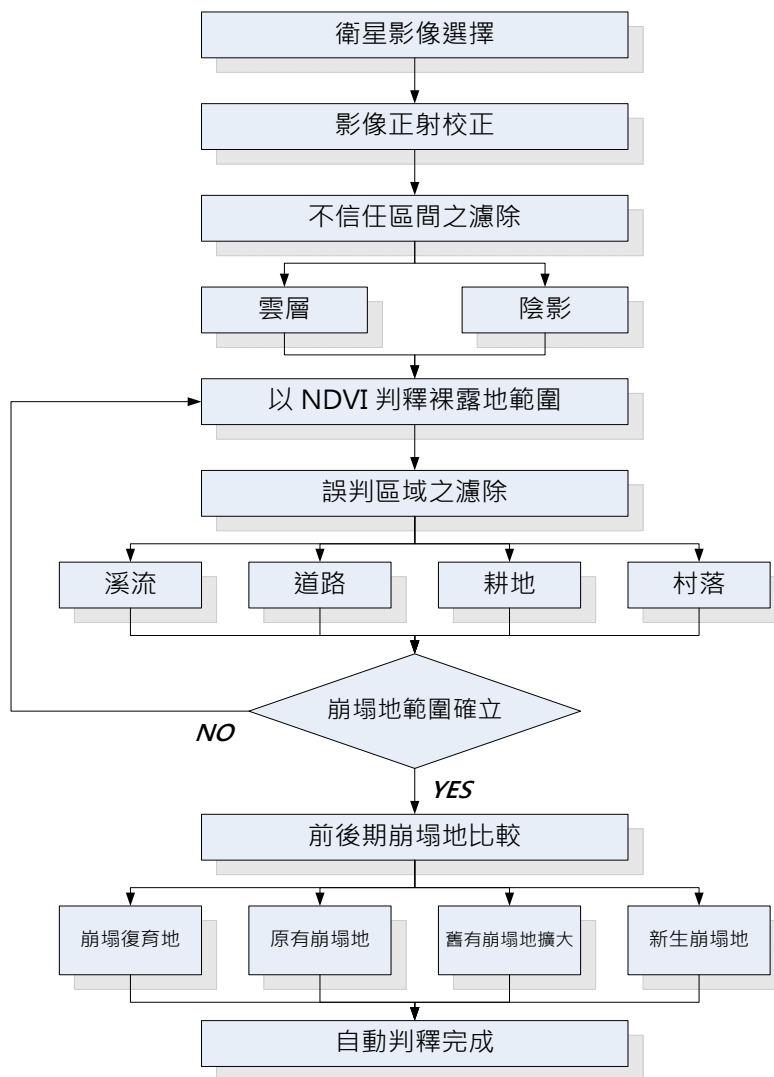 衛星影像選擇
影像正射校正
不信任區間之濾除
雲層
陰影
以 NDVI 判釋裸露地範圍
誤判區域之濾除
溪流
道路
耕地
村落
崩塌地範圍確立
NO
YES
前後期崩塌地比較
崩塌復育地
原有崩塌地
舊有崩塌地擴大
新生崩塌地
自動判釋完成